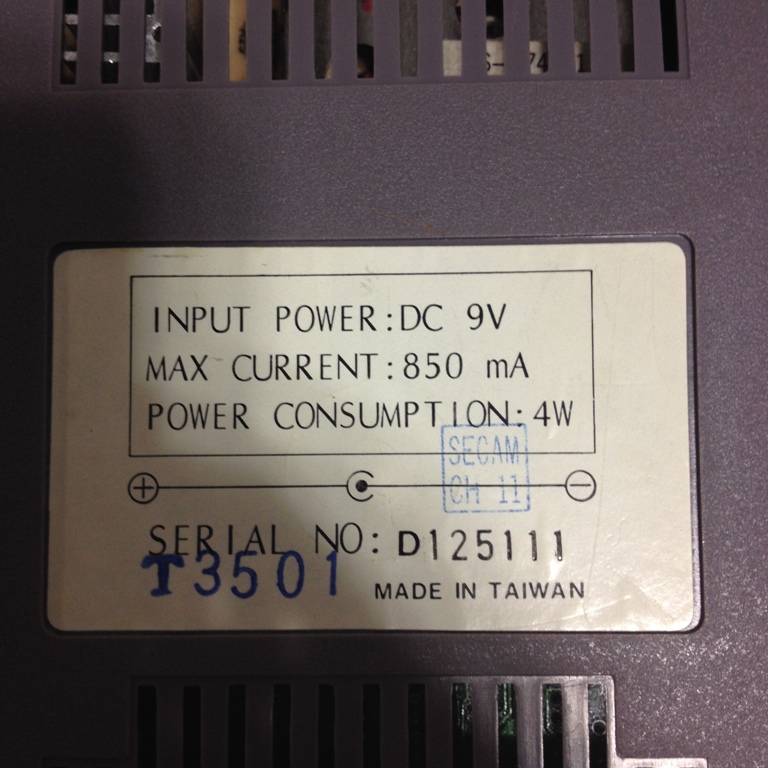 INPUT POWER:DC 9V
MAX CURRENT:850 mA
POWER CONSUMPTION:4W
SECAM
CH 11
SERIAL NO: D125111
T3501
MADE IN TAIWAN